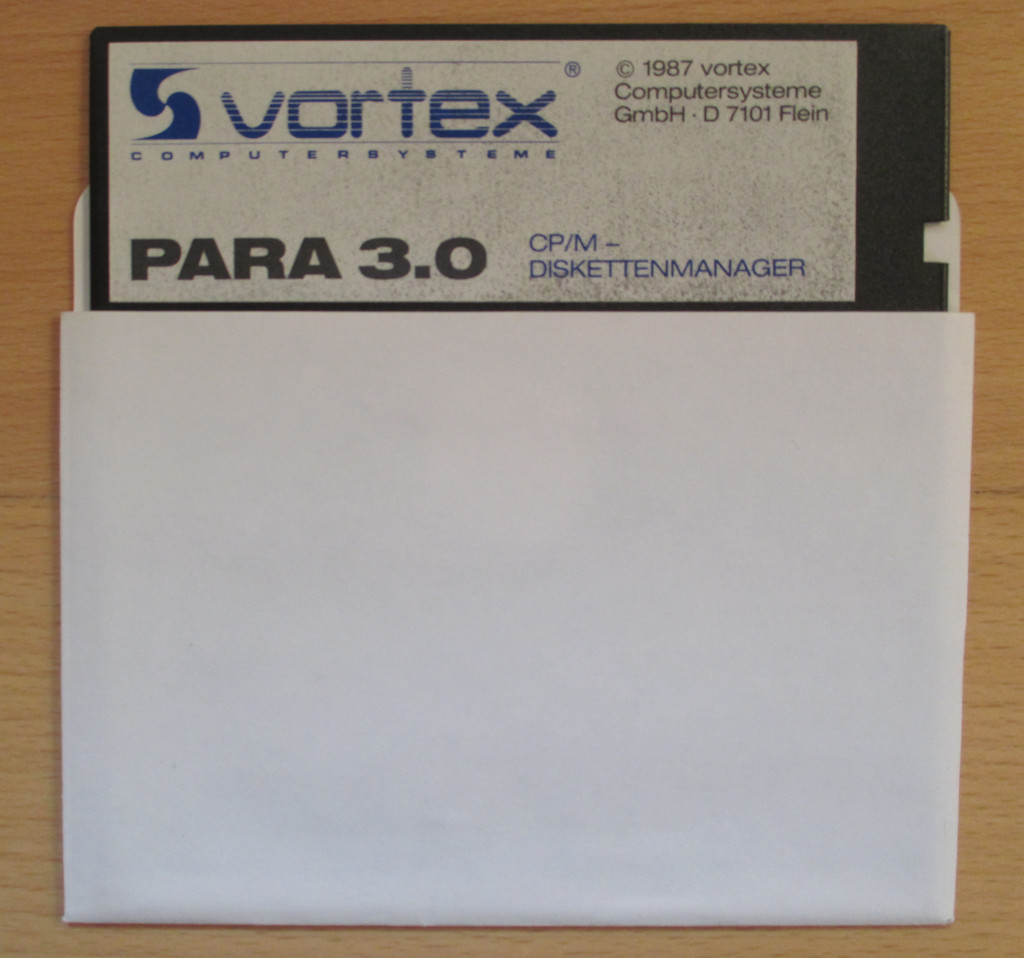 vortex ®
COMPUTERSYSTEME
© 1987 vortex
Computersysteme
GmbH · D 7101 Flein
PARA 3.0
CP/M –
DISKETTENMANAGER